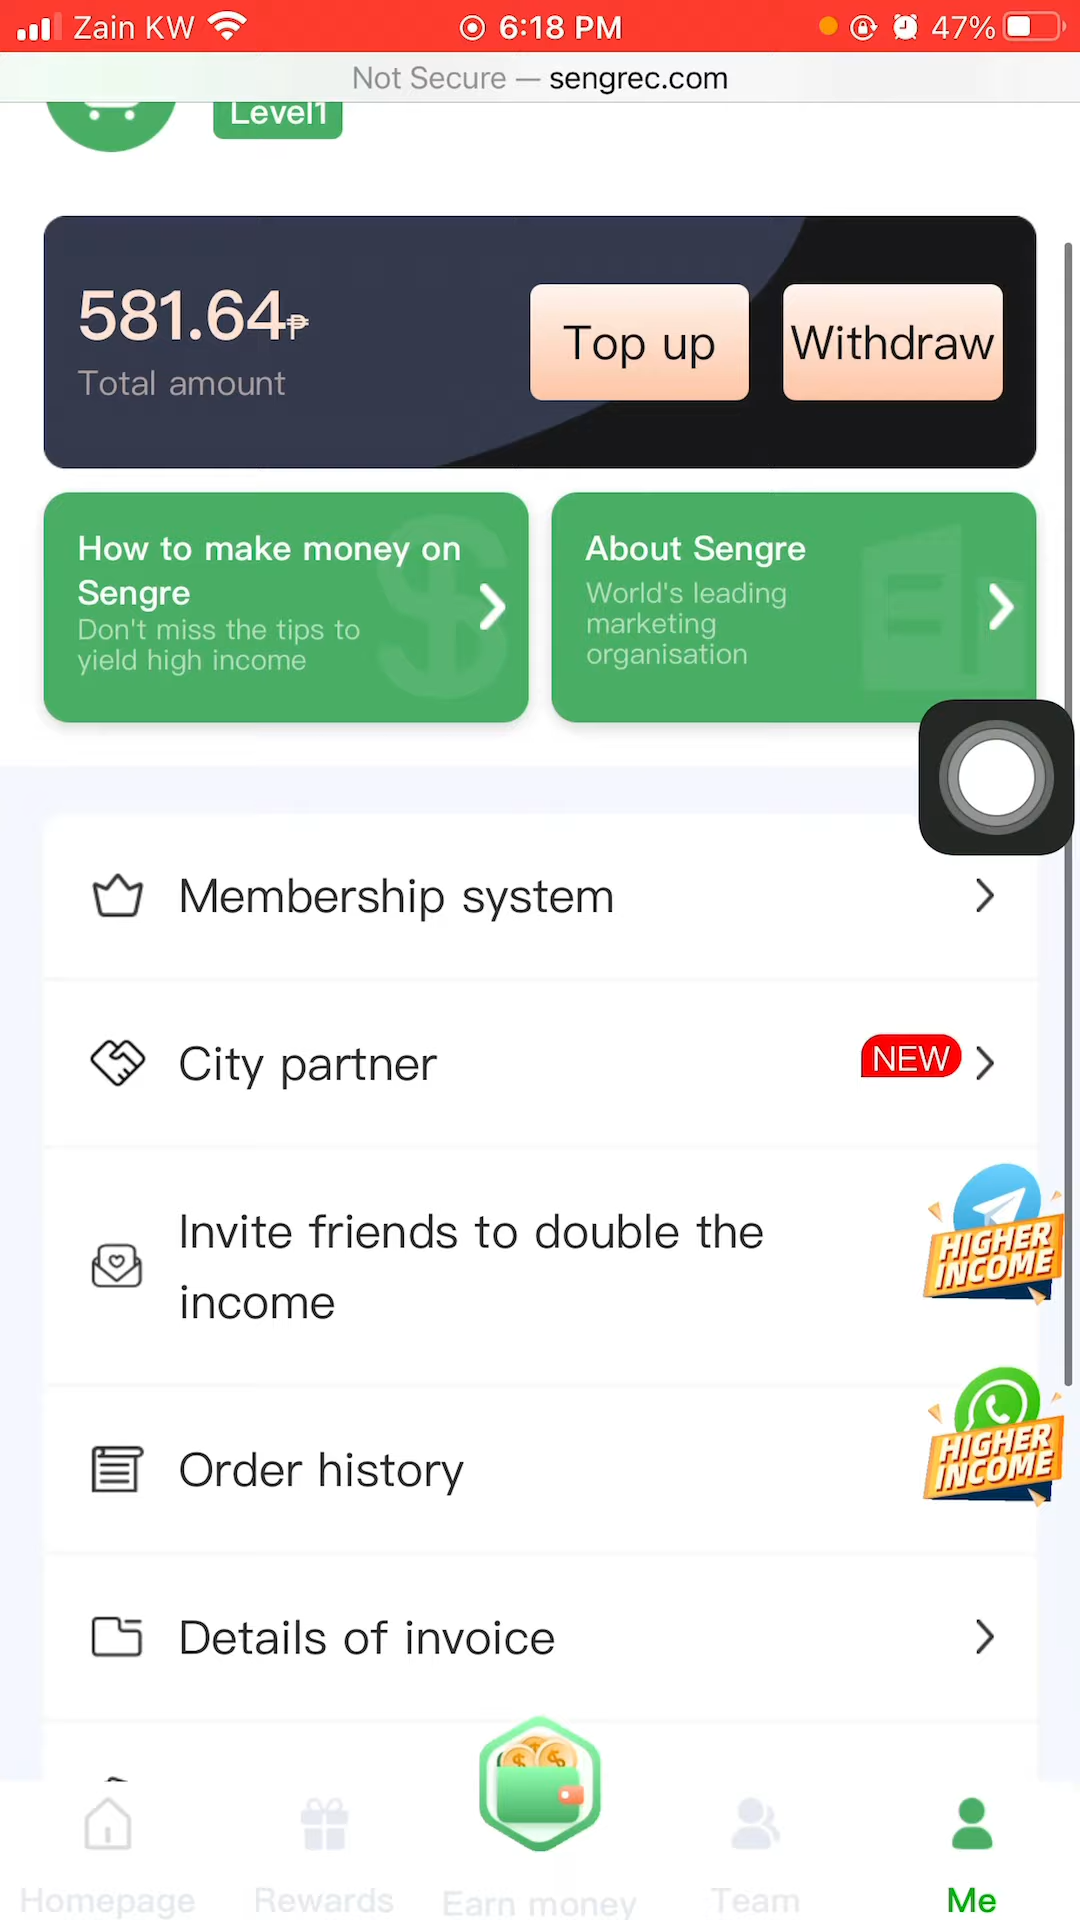 Zain KW
6:18 PM
47%
Not Secure — sengrec.com
Level1
581.64₱
Total amount
Top up
Withdraw
How to make money on
Sengre
Don't miss the tips to
yield high income
About Sengre
World's leading
marketing
organisation
Membership system
City partner
NEW
Invite friends to double the
income
HIGHER
INCOME
Order history
HIGHER
INCOME
Details of invoice
Homepage
Rewards
Earn money
Team
Me